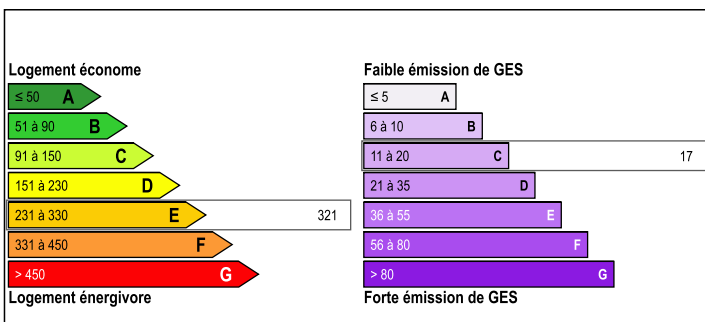 Logement économe
≤ 50 A
51 à 90 B
91 à 150 C
151 à 230 D
231 à 330 E 321
331 à 450 F
> 450 G
Logement énergivore
Faible émission de GES
≤ 5 A
6 à 10 B
11 à 20 C 17
21 à 35 D
36 à 55 E
56 à 80 F
> 80 G
Forte émission de GES